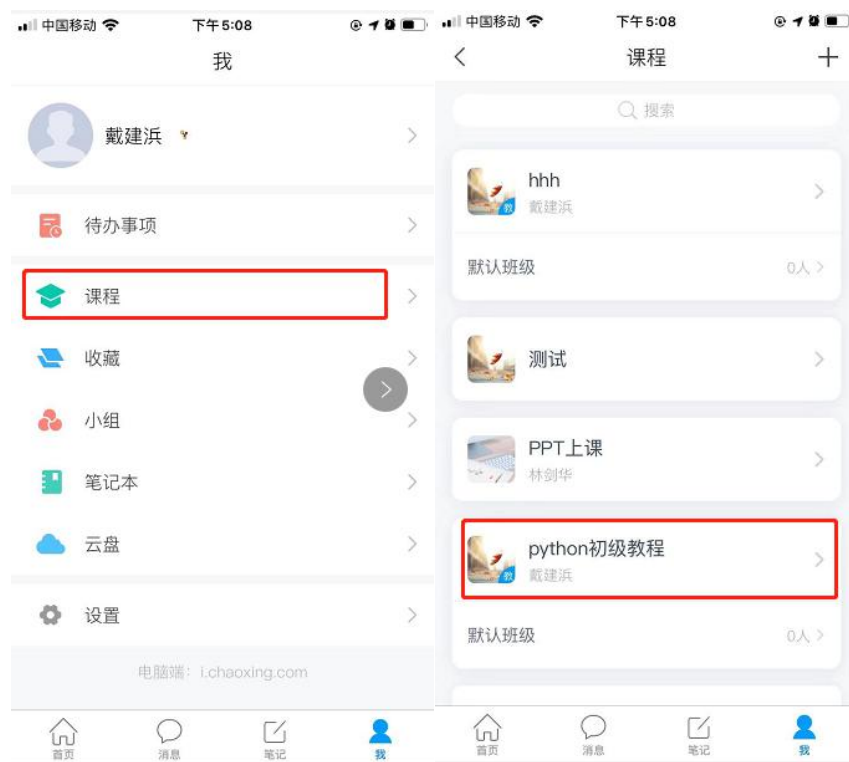 中国移动 下午5:08
我
戴建浜
待办事项
课程
收藏
小组
笔记本
云盘
设置
电脑端：i.chaoxing.com
首页 消息 笔记 我
中国移动 下午5:08
课程
搜索
hhh
教 戴建浜
默认班级 0人
测试
PPT上课
林剑华
python初级教程
教 戴建浜
默认班级 0人
首页 消息 笔记 我